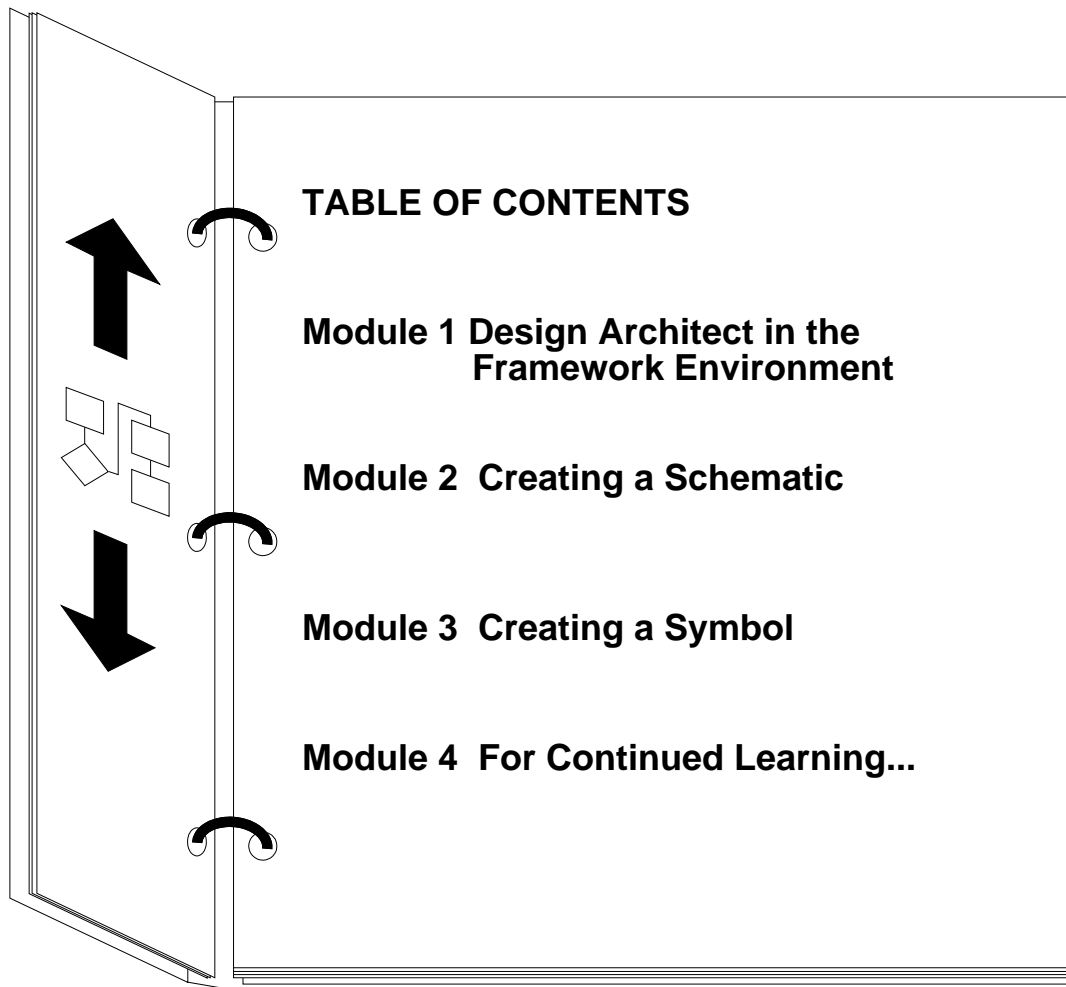 TABLE OF CONTENTS
Module 1 Design Architect in the
Framework Environment
Module 2 Creating a Schematic
Module 3 Creating a Symbol
Module 4 For Continued Learning...